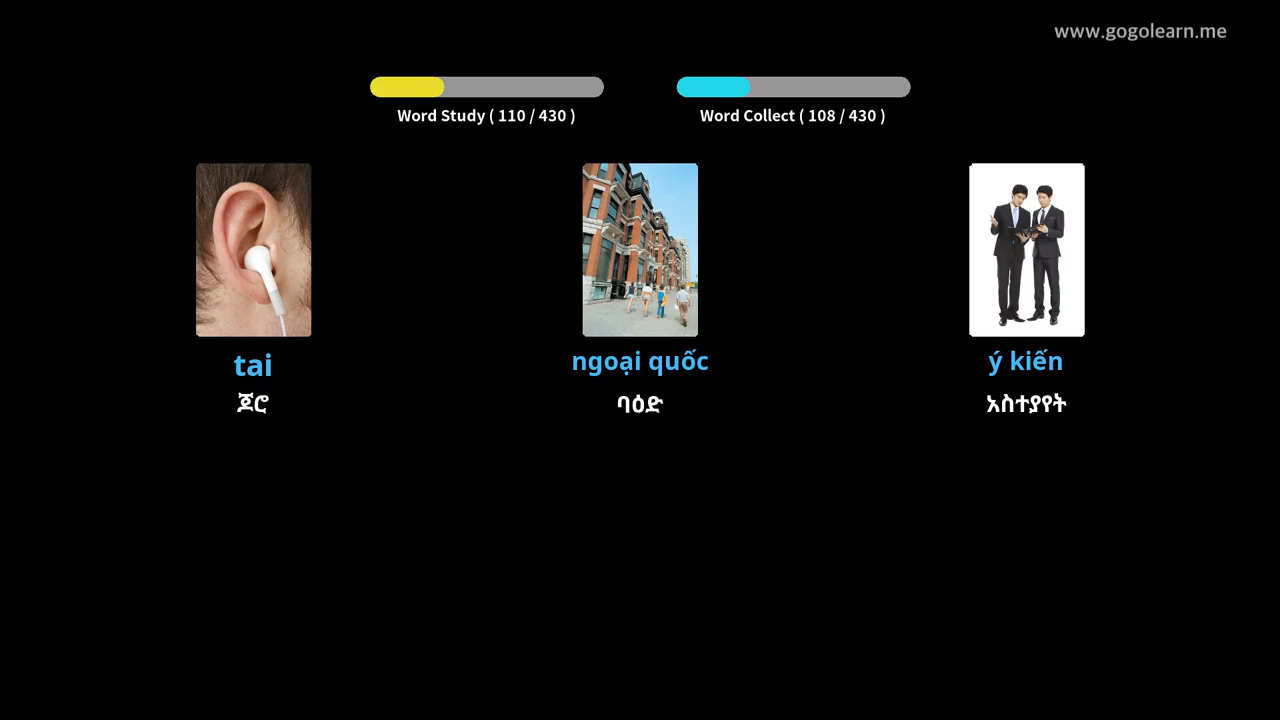 www.gogolearn.me
Word Study ( 110 / 430 )
Word Collect ( 108 / 430 )
tai
ngoại quốc
ý kiến
ጆሮ
ባዕድ
አስተያየት